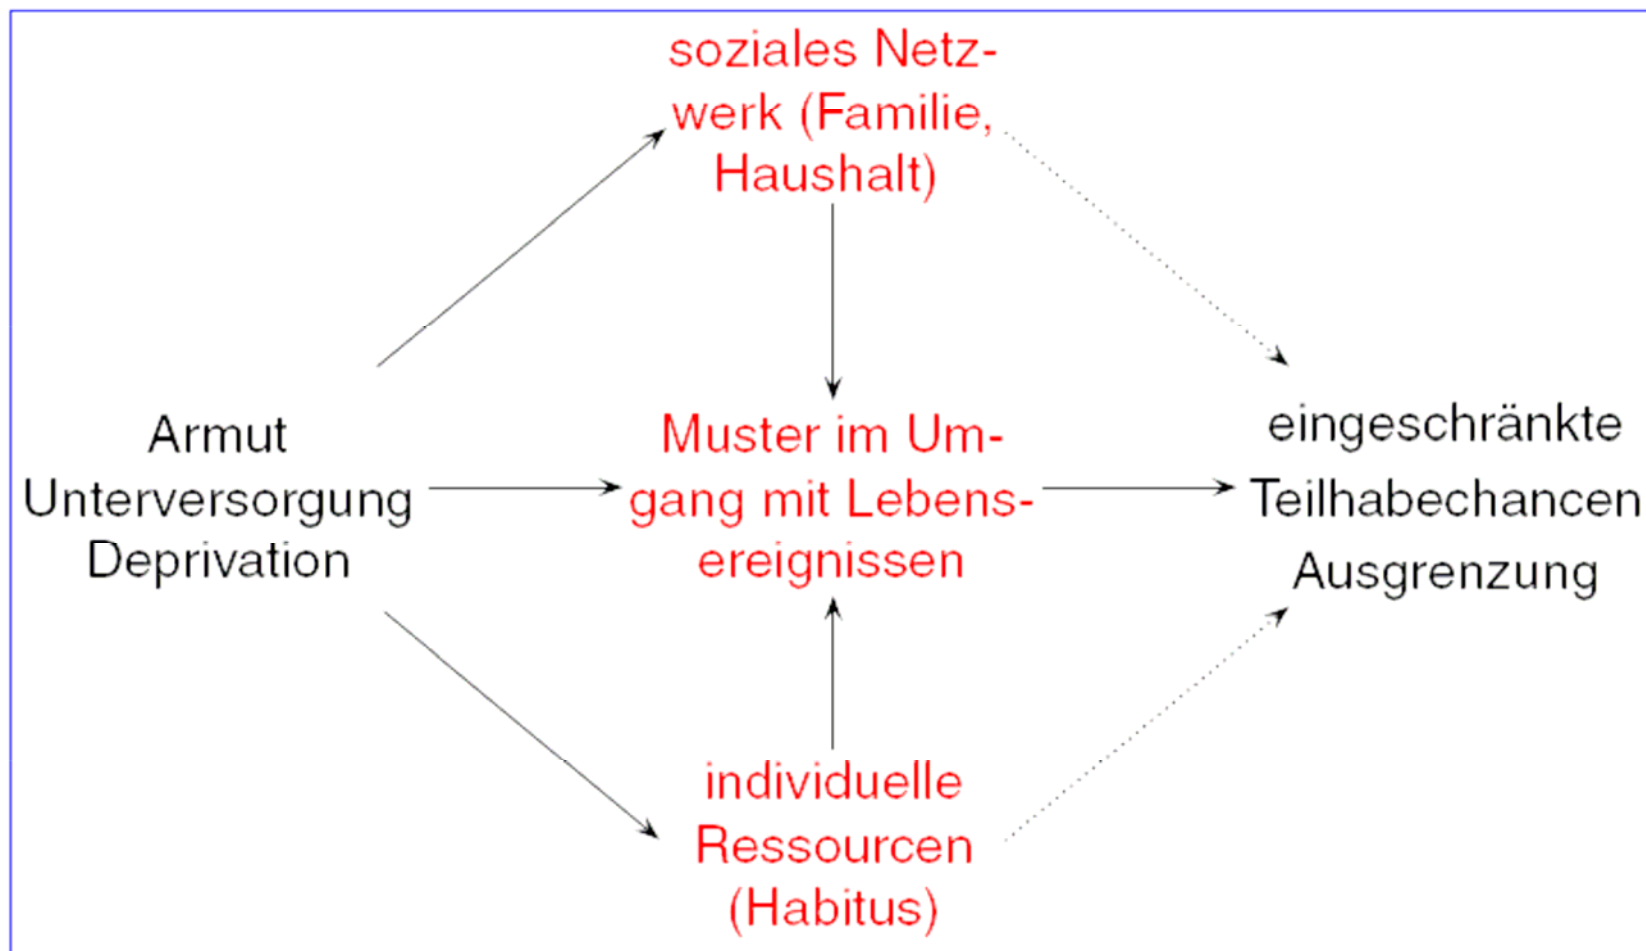 soziales Netz-
werk (Familie,
Haushalt)
Armut
Unterversorgung
Deprivation
Muster im Um-
gang mit Lebens-
ereignissen
eingeschränkte
Teilhabechancen
Ausgrenzung
individuelle
Ressourcen
(Habitus)